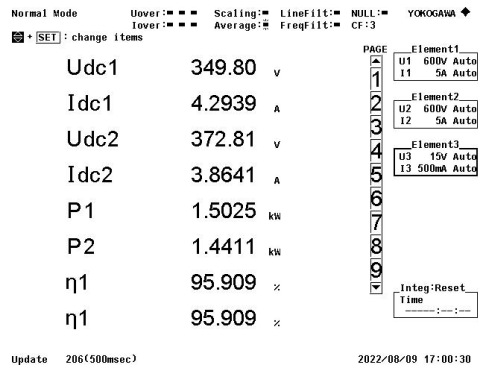 Normal Mode Uover: Scaling: LineFilt: NULL: YOKOGAWA
Iover: Average: FreqFilt: CF:3
+ SET : change items
PAGE
Udc1 349.80 V
Idc1 4.2939 A
Udc2 372.81 V
Idc2 3.8641 A
P1 1.5025 kW
P2 1.4411 kW
η1 95.909 %
η1 95.909 %
1
2
3
4
5
6
7
8
9
Element1
U1 600V Auto
I1 5A Auto
Element2
U2 600V Auto
I2 5A Auto
Element3
U3 15V Auto
I3 500mA Auto
Integ:Reset
Time
-----:--:--
Update 206(500msec) 2022/08/09 17:00:30